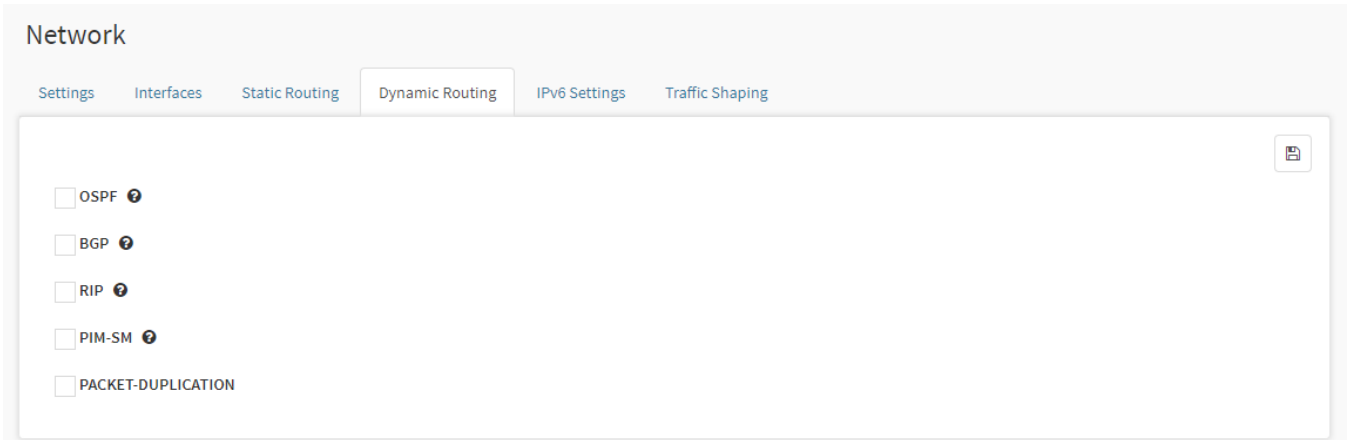 Network
Settings Interfaces Static Routing Dynamic Routing IPv6 Settings Traffic Shaping
OSPF ?
BGP ?
RIP ?
PIM-SM ?
PACKET-DUPLICATION